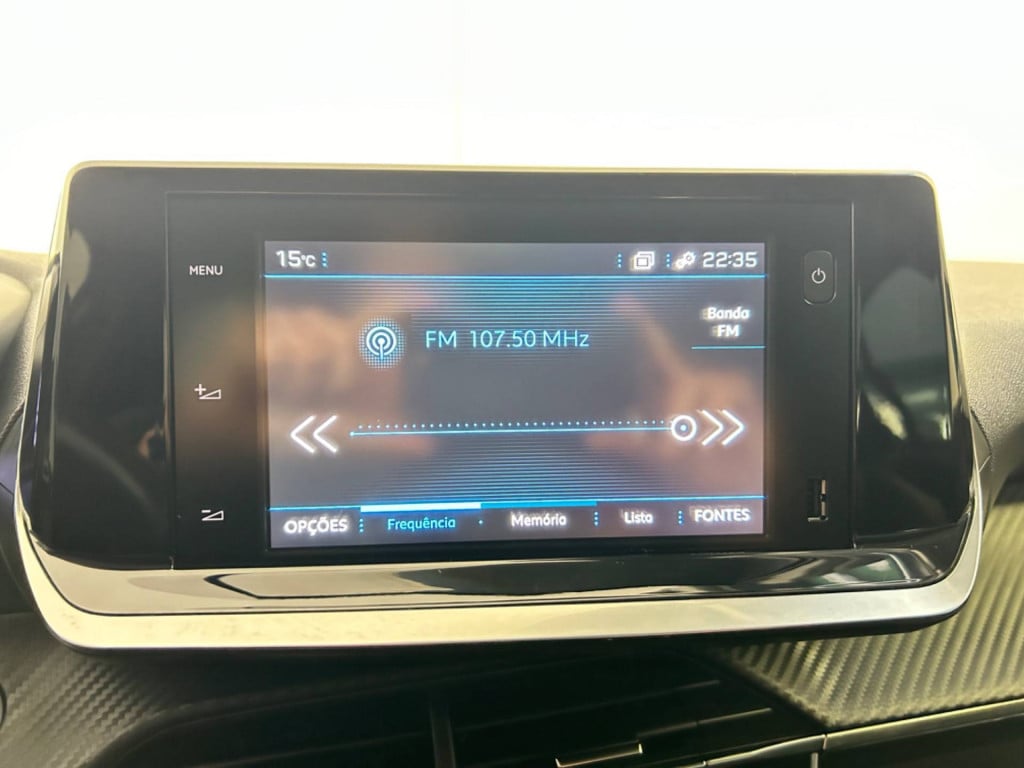 15°C
22:35
MENU
FM 107.50 MHz
Banda
FM
OPÇÕES
Frequência
Memória
Lista
FONTES